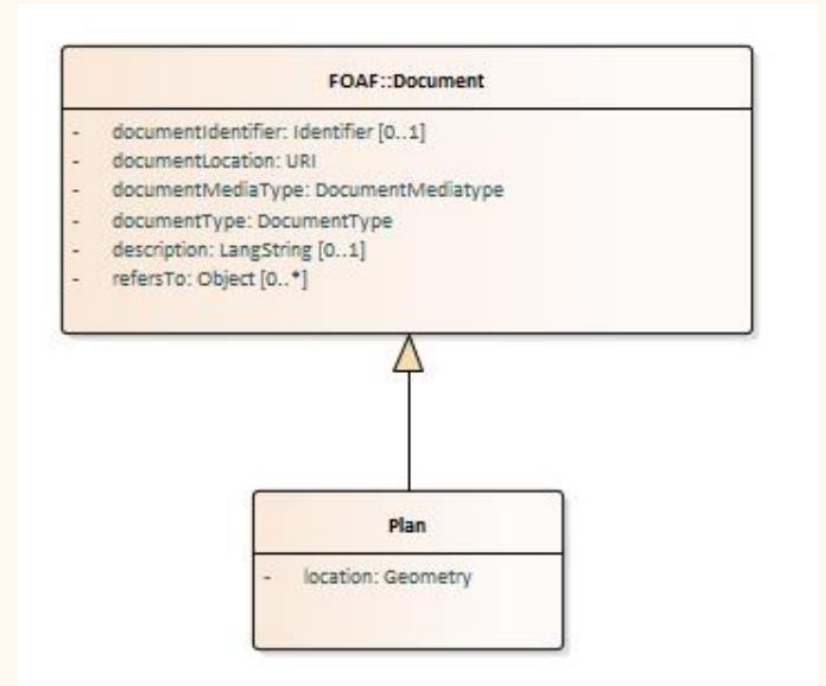 FOAF::Document
- documentIdentifier: Identifier [0..1]
- documentLocation: URI
- documentMediaType: DocumentMediatype
- documentType: DocumentType
- description: LangString [0..1]
- refersTo: Object [0..*]
Plan
- location: Geometry